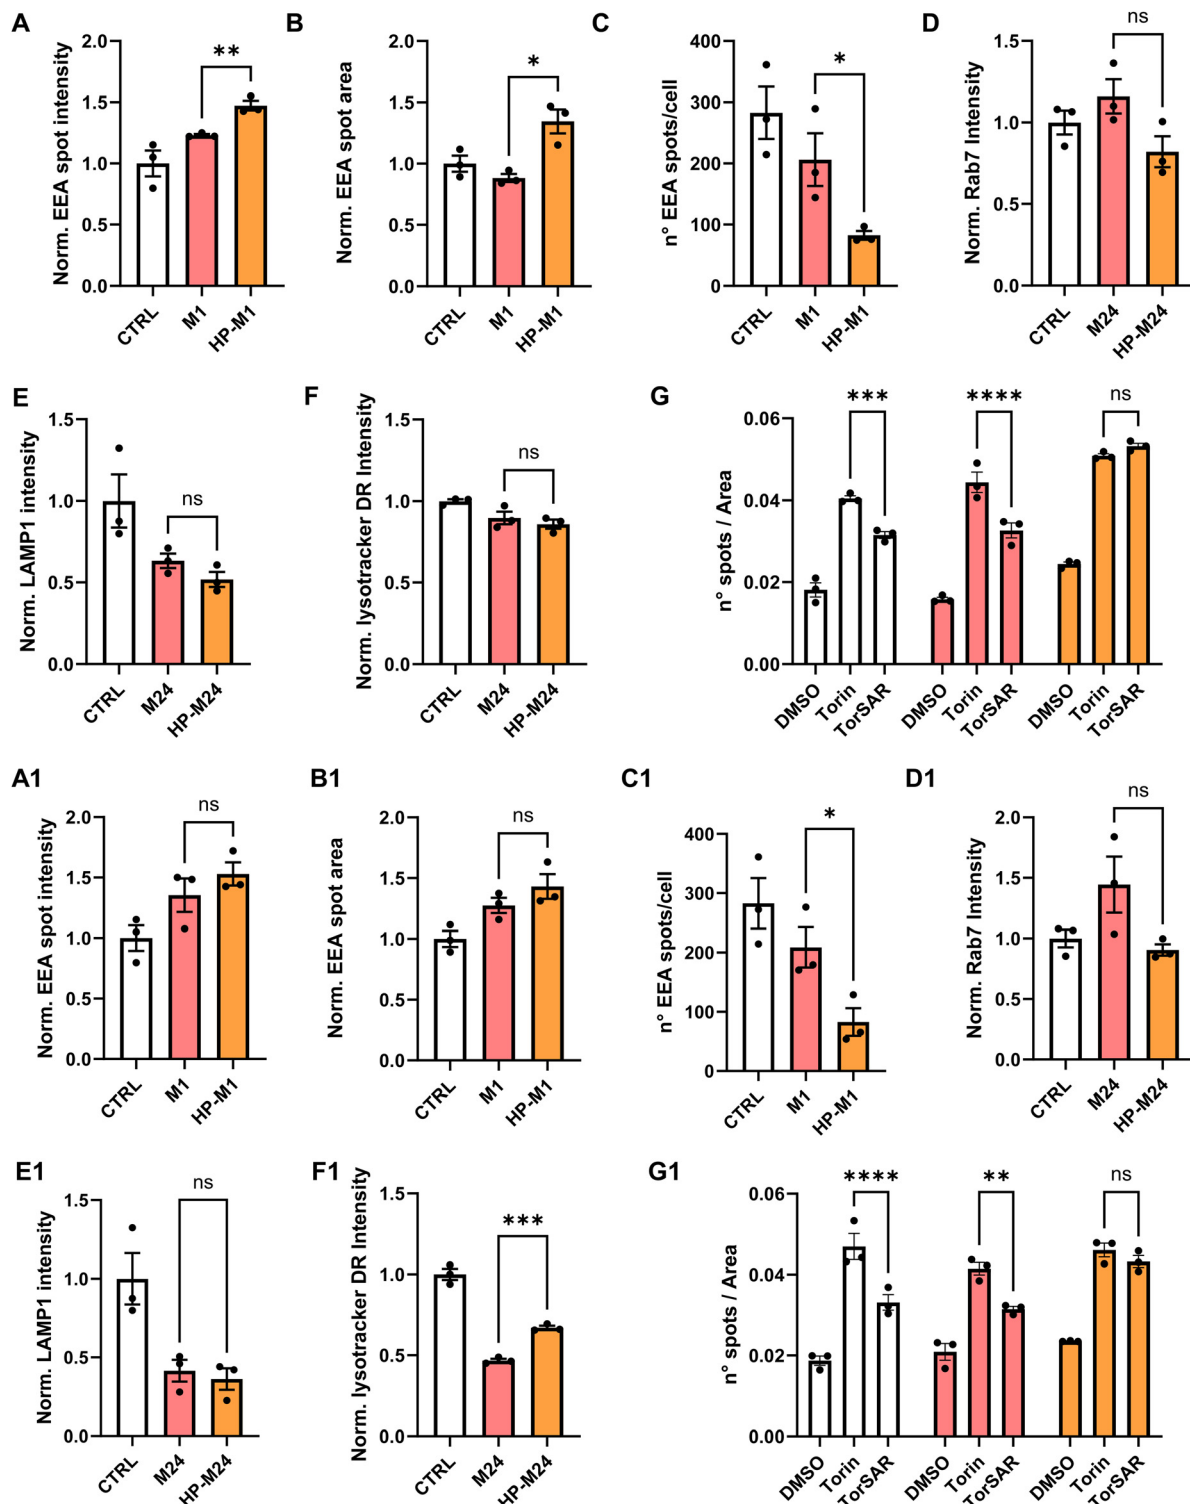 A
Norm. EEA spot intensity
2.0
1.5
1.0
0.5
0.0
**
CTRL
M1
HP-M1
B
Norm. EEA spot area
2.0
1.5
1.0
0.5
0.0
*
CTRL
M1
HP-M1
C
n° EEA spots/cell
400
300
200
100
0
*
CTRL
M1
HP-M1
D
Norm. Rab7 Intensity
1.5
1.0
0.5
0.0
ns
CTRL
M24
HP-M24
E
Norm. LAMP1 intensity
1.5
1.0
0.5
0.0
ns
CTRL
M24
HP-M24
F
Norm. lysotracker DR Intensity
1.5
1.0
0.5
0.0
ns
CTRL
M24
HP-M24
G
n° spots / Area
0.06
0.04
0.02
0.00
***
****
ns
DMSO
Torin
TorSAR
DMSO
Torin
TorSAR
DMSO
Torin
TorSAR
A1
Norm. EEA spot intensity
2.0
1.5
1.0
0.5
0.0
ns
CTRL
M1
HP-M1
B1
Norm. EEA spot area
2.0
1.5
1.0
0.5
0.0
ns
CTRL
M1
HP-M1
C1
n° EEA spots/cell
400
300
200
100
0
*
CTRL
M1
HP-M1
D1
Norm. Rab7 Intensity
2.0
1.5
1.0
0.5
0.0
ns
CTRL
M24
HP-M24
E1
Norm. LAMP1 intensity
1.5
1.0
0.5
0.0
ns
CTRL
M24
HP-M24
F1
Norm. lysotracker DR Intensity
1.5
1.0
0.5
0.0
***
CTRL
M24
HP-M24
G1
n° spots / Area
0.06
0.04
0.02
0.00
****
**
ns
DMSO
Torin
TorSAR
DMSO
Torin
TorSAR
DMSO
Torin
TorSAR